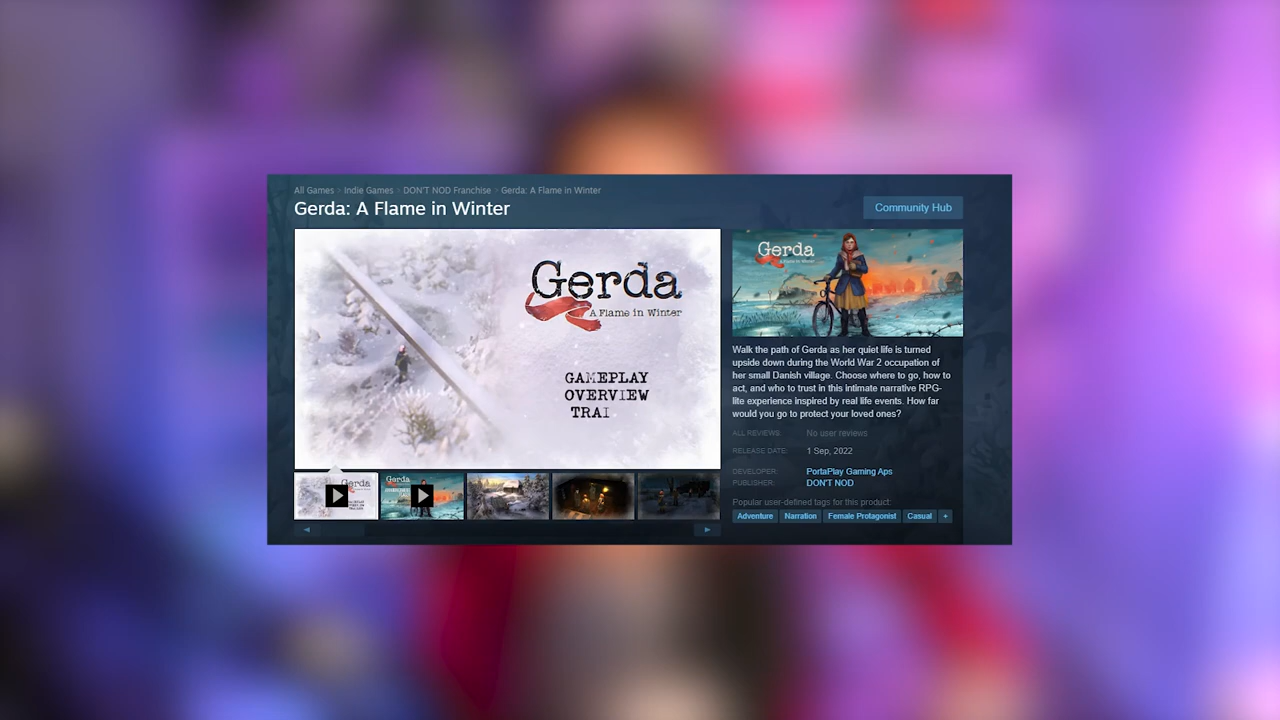 All Games > Indie Games > DON'T NOD Franchise > Gerda: A Flame in Winter
Gerda: A Flame in Winter
Community Hub
Gerda
A Flame in Winter
GAMEPLAY
OVERVIEW
TRAI
Gerda
A Flame in Winter
Walk the path of Gerda as her quiet life is turned
upside down during the World War 2 occupation of
her small Danish village. Choose where to go, how to
act, and who to trust in this intimate narrative RPG-
lite experience inspired by real life events. How far
would you go to protect your loved ones?
ALL REVIEWS: No user reviews
RELEASE DATE: 1 Sep, 2022
DEVELOPER: PortaPlay Gaming Aps
PUBLISHER: DON'T NOD
Popular user-defined tags for this product:
Adventure Narration Female Protagonist Casual +
Gerda
Gerda